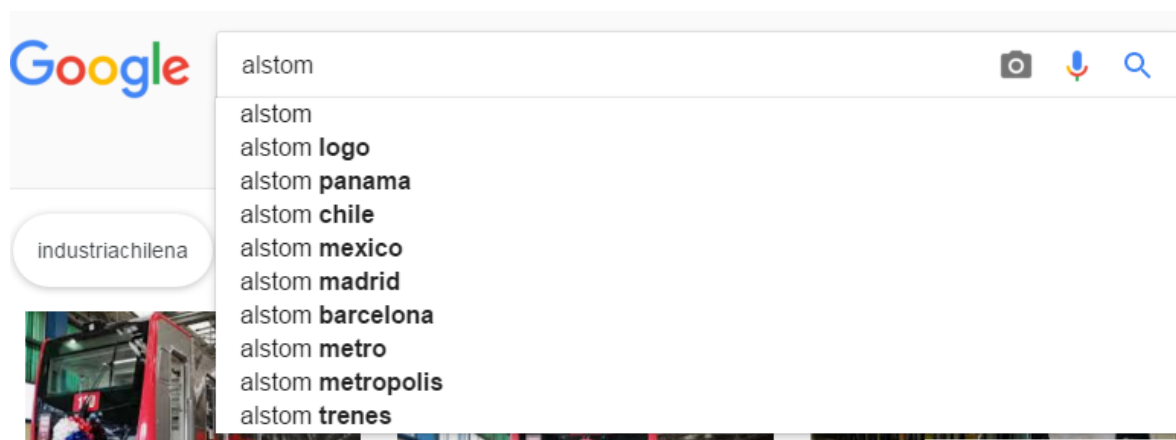 Google
alstom
alstom
alstom logo
alstom panama
alstom chile
alstom mexico
alstom madrid
alstom barcelona
alstom metro
alstom metropolis
alstom trenes
industriachilena